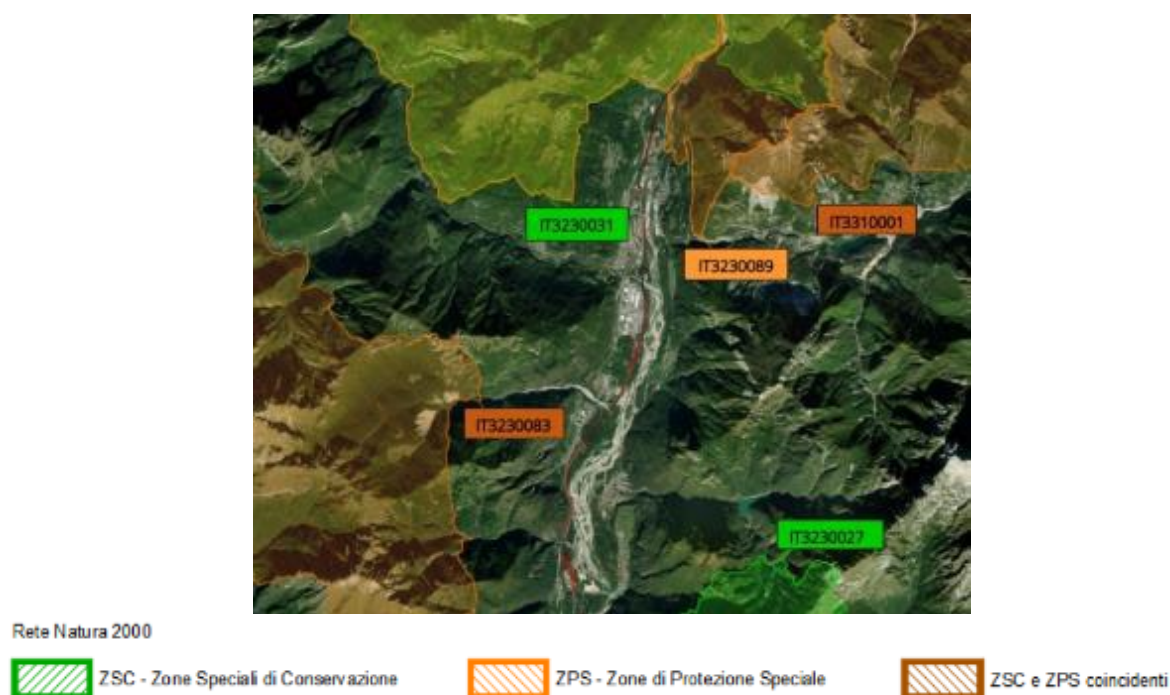 IT3230031
IT3310001
IT3230089
IT3230083
IT3230027
Rete Natura 2000
ZSC - Zone Speciali di Conservazione
ZPS - Zone di Protezione Speciale
ZSC e ZPS coincidenti